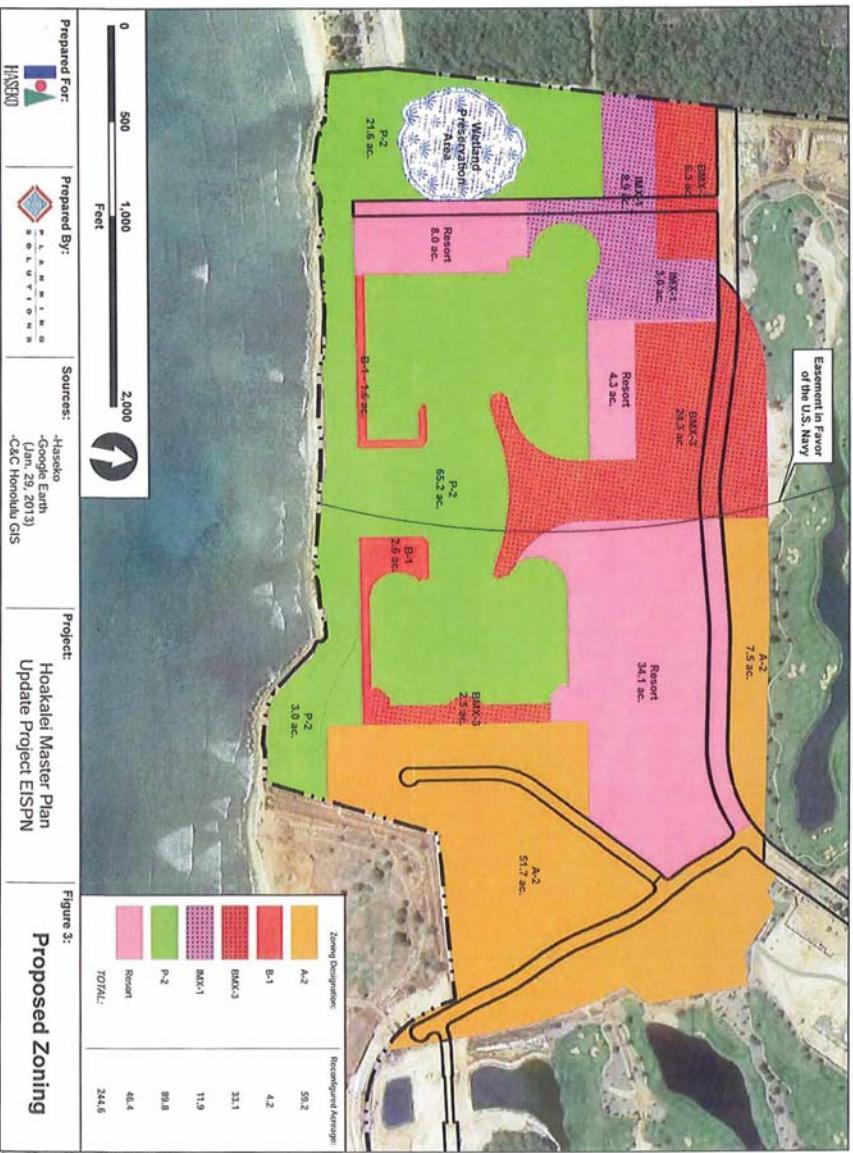 Easement in Favor
of the U.S. Navy
BMX-3
6.3 ac.
IMX-1
8.9 ac.
IMX-1
3.0 ac.
BMX-3
24.3 ac.
A-2
7.5 ac.
Wetland
Preservation
Area
P-2
21.6 ac.
Resort
8.0 ac.
Resort
4.3 ac.
Resort
34.1 ac.
B-1 - 1.6 ac.
P-2
65.2 ac.
B-1
2.6 ac.
BMX-3
2.5 ac.
P-2
3.0 ac.
A-2
51.7 ac.
0 500 1,000 2,000
Feet
Zoning Designation: Reconfigured Acreage:
A-2 59.2
B-1 4.2
BMX-3 33.1
IMX-1 11.9
P-2 89.8
Resort 46.4
TOTAL: 244.6
Prepared For:
HASEKO
Prepared By:
PLANNING
SOLUTIONS
Sources:
-Haseko
-Google Earth
(Jan. 29, 2013)
-C&C Honolulu GIS
Project:
Hoakalei Master Plan
Update Project EISPN
Figure 3:
Proposed Zoning